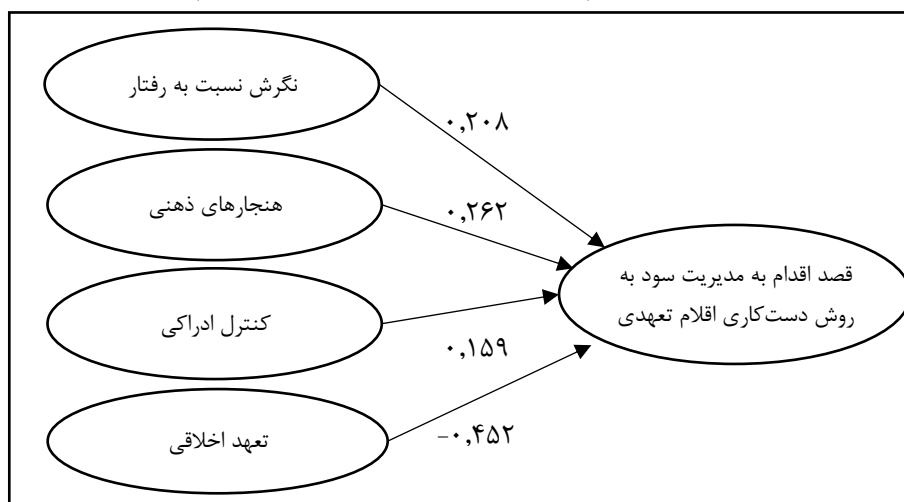 نگرش نسبت به رفتار
۰,۲۰۸
هنجارهای ذهنی
۰,۲۶۲
قصد اقدام به مدیریت سود به
روش دست‌کاری اقلام تعهدی
کنترل ادراکی
۰,۱۵۹
تعهد اخلاقی
-۰,۴۵۲